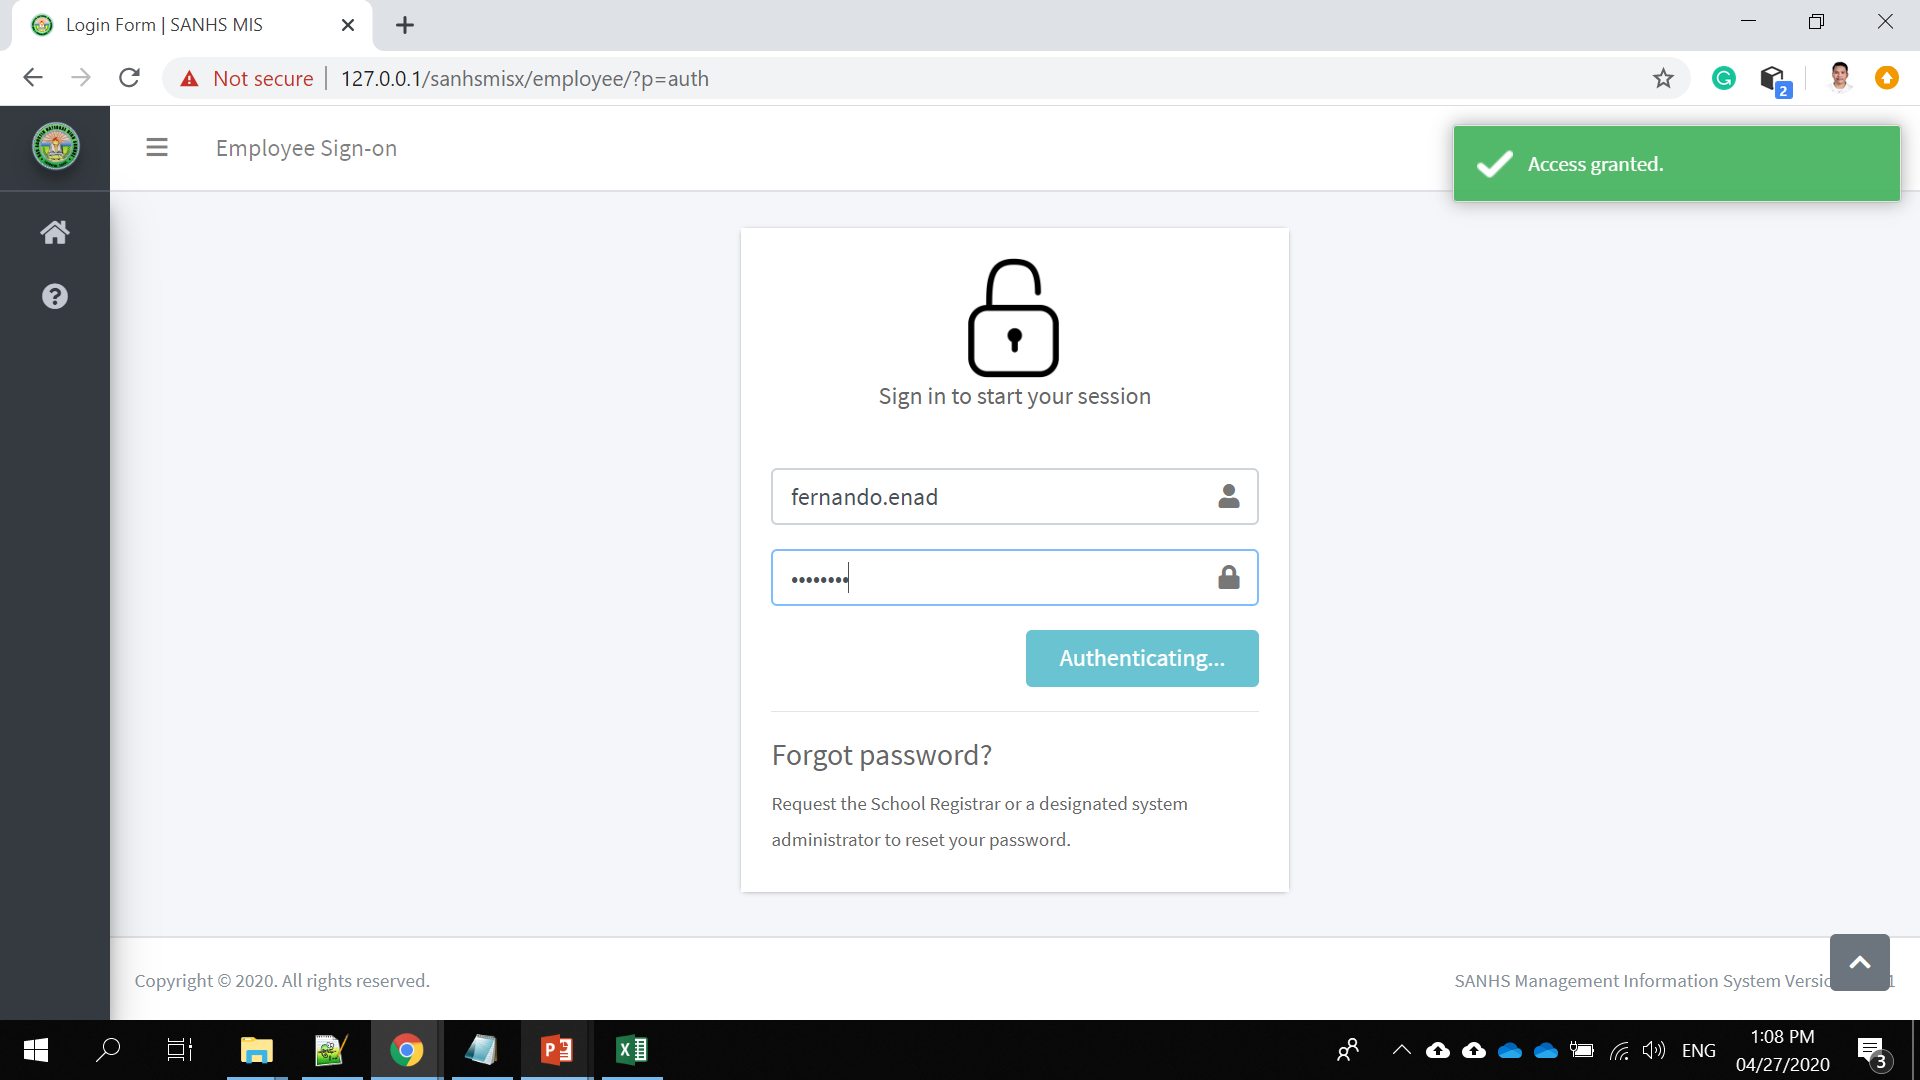 Login Form | SANHS MIS
Not secure
127.0.0.1/sanhsmisx/employee/?p=auth
2
Employee Sign-on
Access granted.
Sign in to start your session
fernando.enad
••••••••
Authenticating...
Forgot password?
Request the School Registrar or a designated system
administrator to reset your password.
Copyright © 2020. All rights reserved.
SANHS Management Information System
1
ENG
1:08 PM
04/27/2020
3